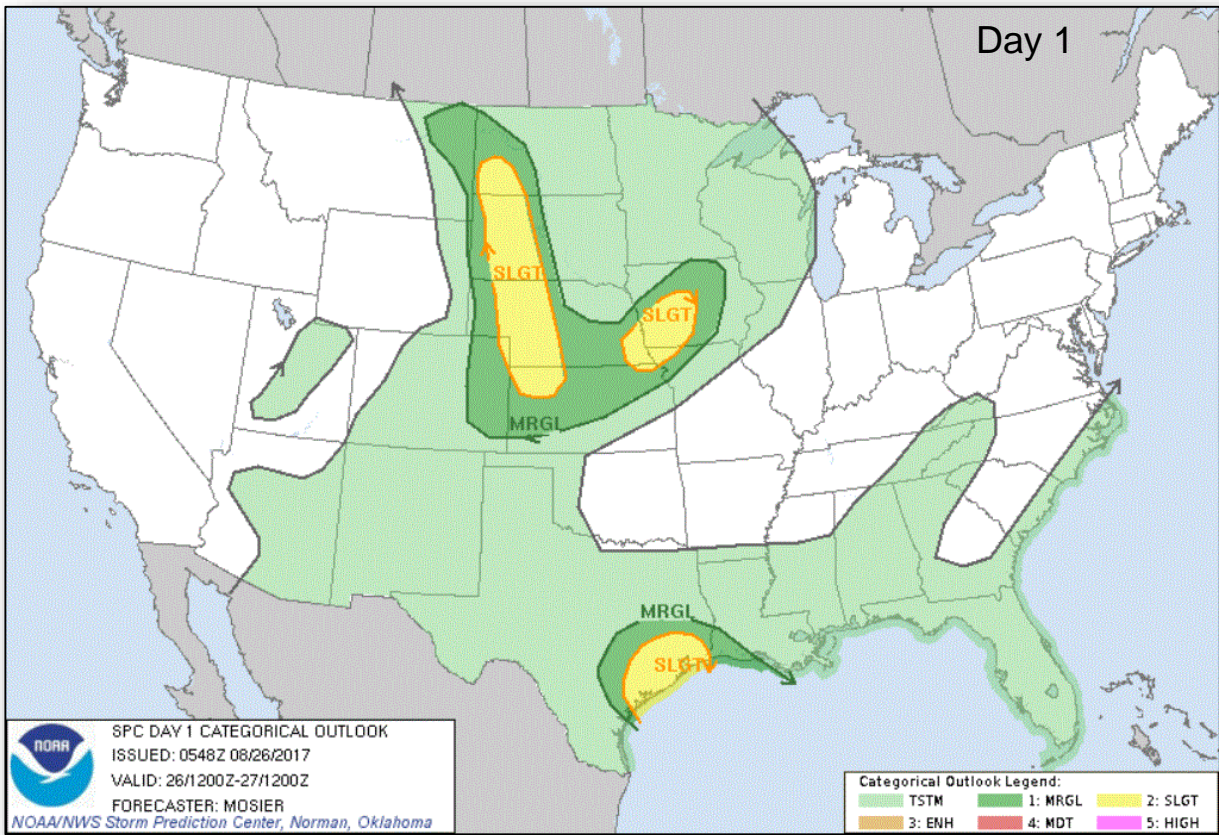 Day 1
SLGT
SLGT
MRGL
MRGL
SLGT
NOAA
SPC DAY 1 CATEGORICAL OUTLOOK
ISSUED: 0548Z 08/26/2017
VALID: 26/1200Z-27/1200Z
FORECASTER: MOSIER
NOAA/NWS Storm Prediction Center, Norman, Oklahoma
Categorical Outlook Legend:
TSTM 1: MRGL 2: SLGT
3: ENH 4: MDT 5: HIGH